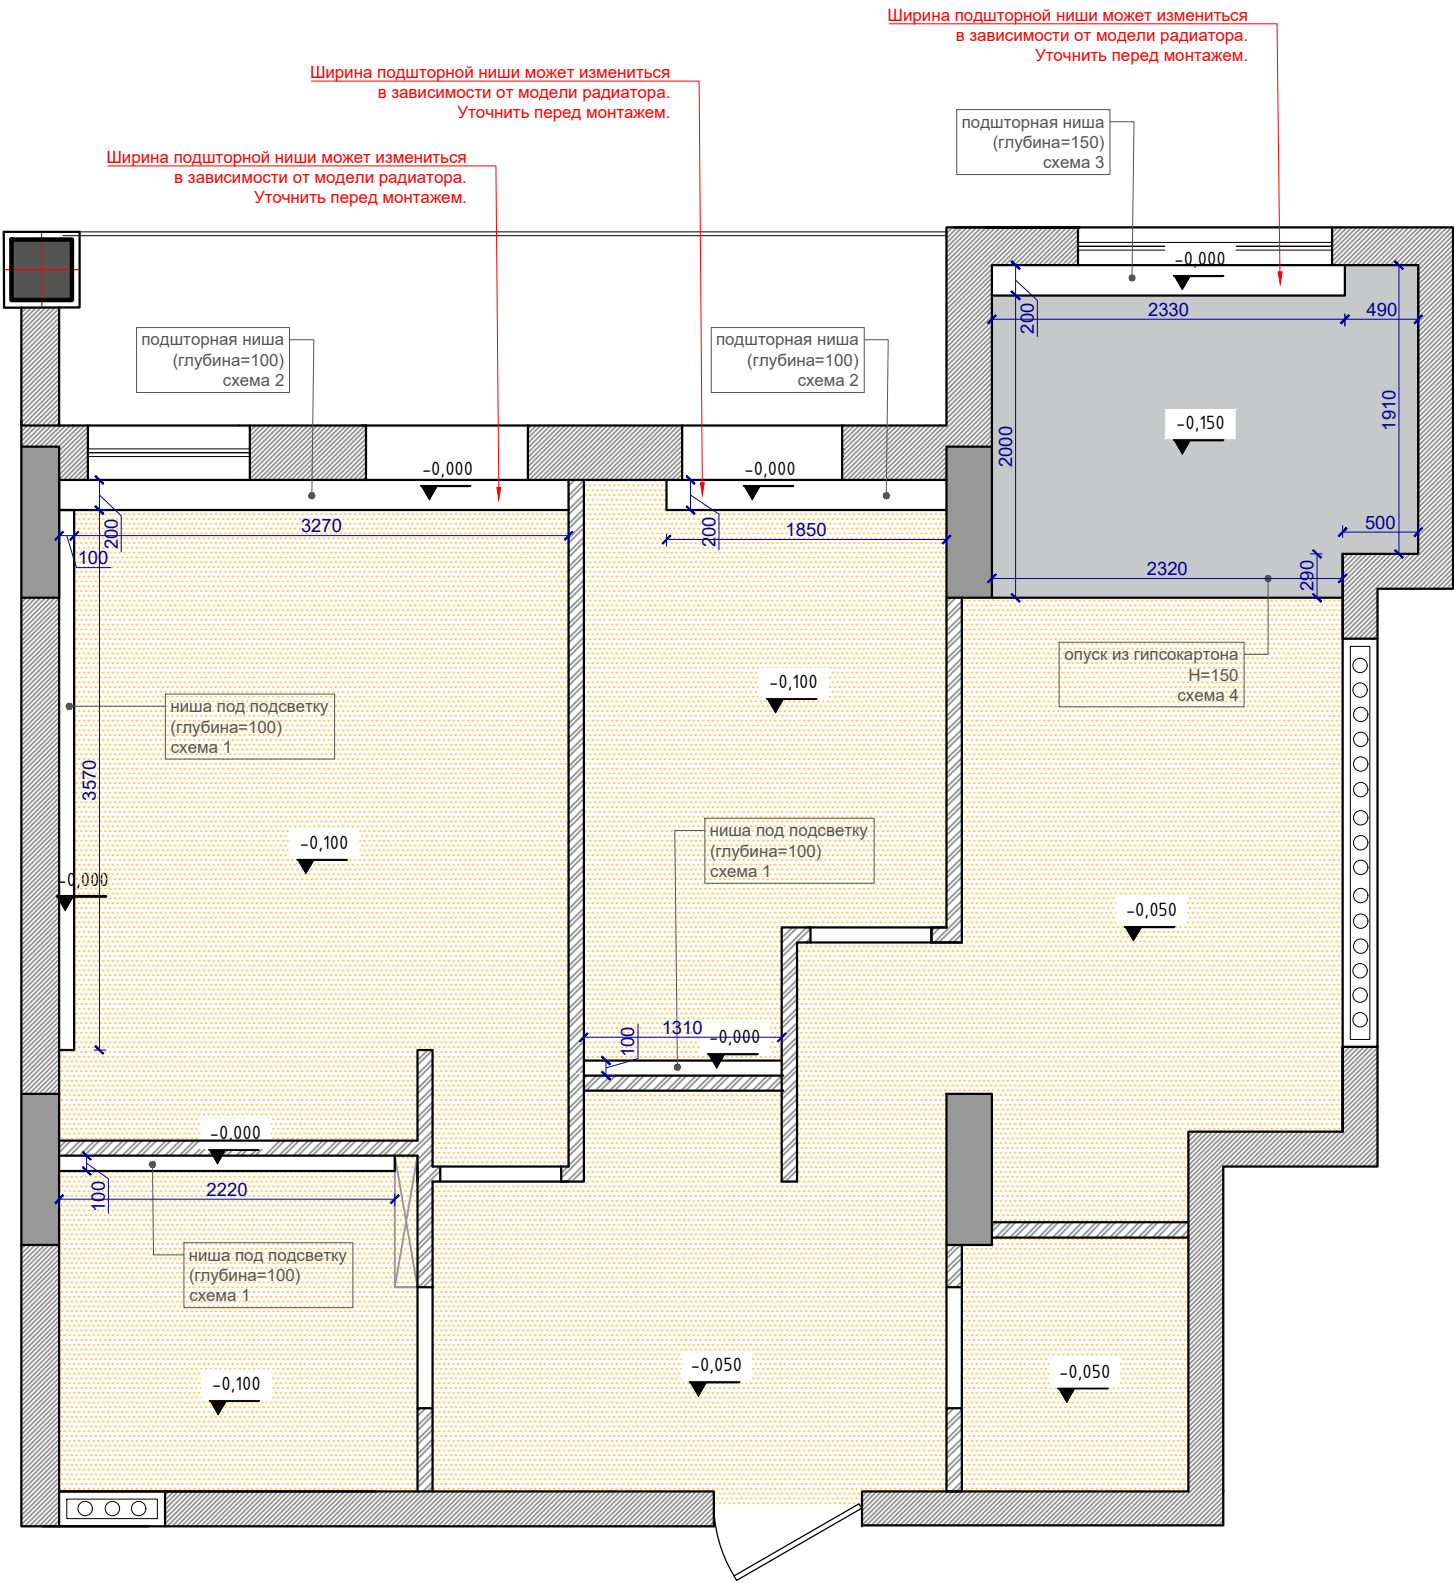 Ширина подшторной ниши может измениться
в зависимости от модели радиатора.
Уточнить перед монтажем.
Ширина подшторной ниши может измениться
в зависимости от модели радиатора.
Уточнить перед монтажем.
Ширина подшторной ниши может измениться
в зависимости от модели радиатора.
Уточнить перед монтажем.
подшторная ниша
(глубина=150)
схема 3
-0,000
2330
490
200
подшторная ниша
(глубина=100)
схема 2
подшторная ниша
(глубина=100)
схема 2
1910
-0,150
2000
-0,000
-0,000
200
3270
100
200
1850
500
2320
290
опуск из гипсокартона
H=150
схема 4
-0,100
ниша под подсветку
(глубина=100)
схема 1
3570
-0,100
-0,000
ниша под подсветку
(глубина=100)
схема 1
-0,050
100
1310
-0,000
-0,000
100
2220
ниша под подсветку
(глубина=100)
схема 1
-0,100
-0,050
-0,050